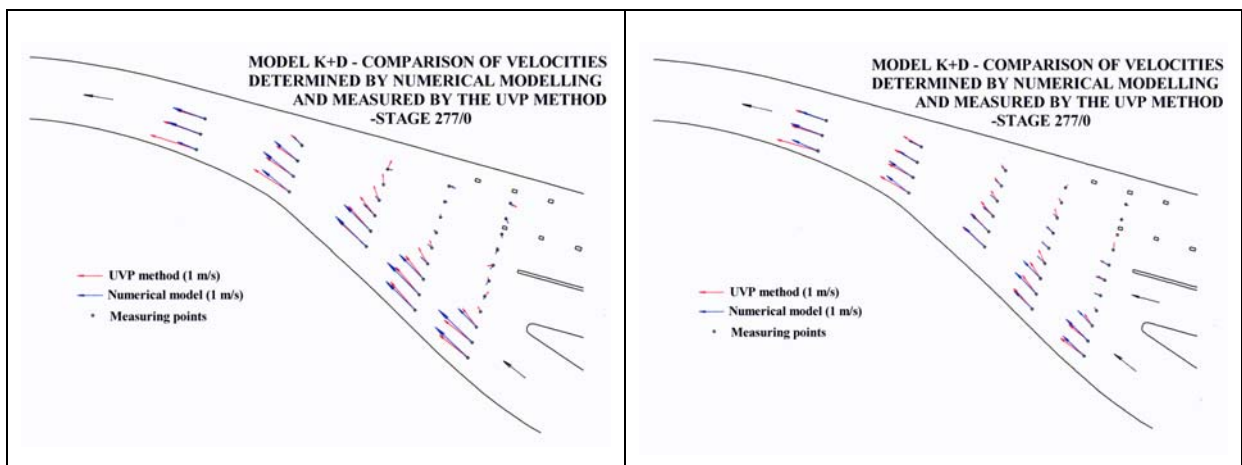 MODEL K+D - COMPARISON OF VELOCITIES
DETERMINED BY NUMERICAL MODELLING
AND MEASURED BY THE UVP METHOD
-STAGE 277/0
UVP method (1 m/s)
Numerical model (1 m/s)
Measuring points
MODEL K+D - COMPARISON OF VELOCITIES
DETERMINED BY NUMERICAL MODELLING
AND MEASURED BY THE UVP METHOD
-STAGE 277/0
UVP method (1 m/s)
Numerical model (1 m/s)
Measuring points